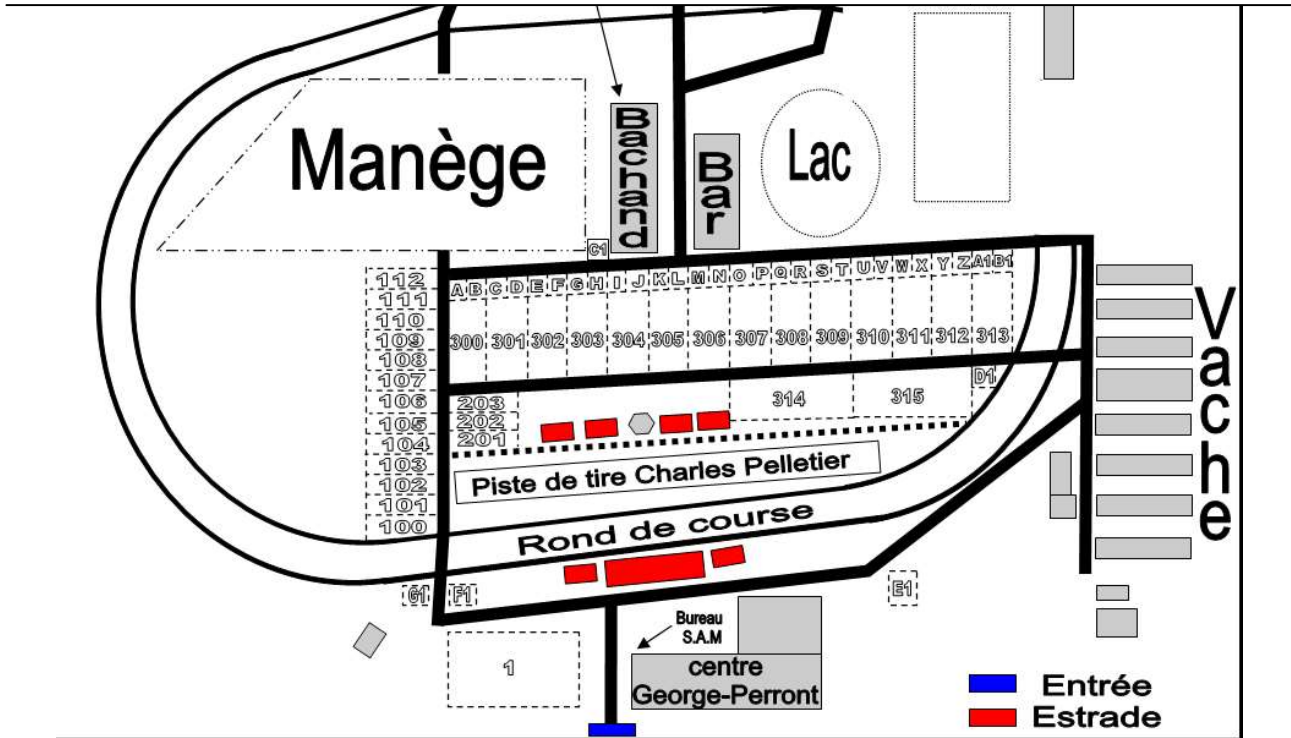 Manège
Bachand
Bar
Lac
C1
112
111
110
109
108
107
106
105
104
103
102
101
100
A B C D E F G H I J K L M N O P Q R S T U V W X Y Z A1 B1
300 301 302 303 304 305 306 307 308 309 310 311 312 313
D1
314
315
203
202
201
Piste de tire Charles Pelletier
Rond de course
Vache
G1
F1
E1
1
Bureau
S.A.M
centre
George-Perront
Entrée
Estrade